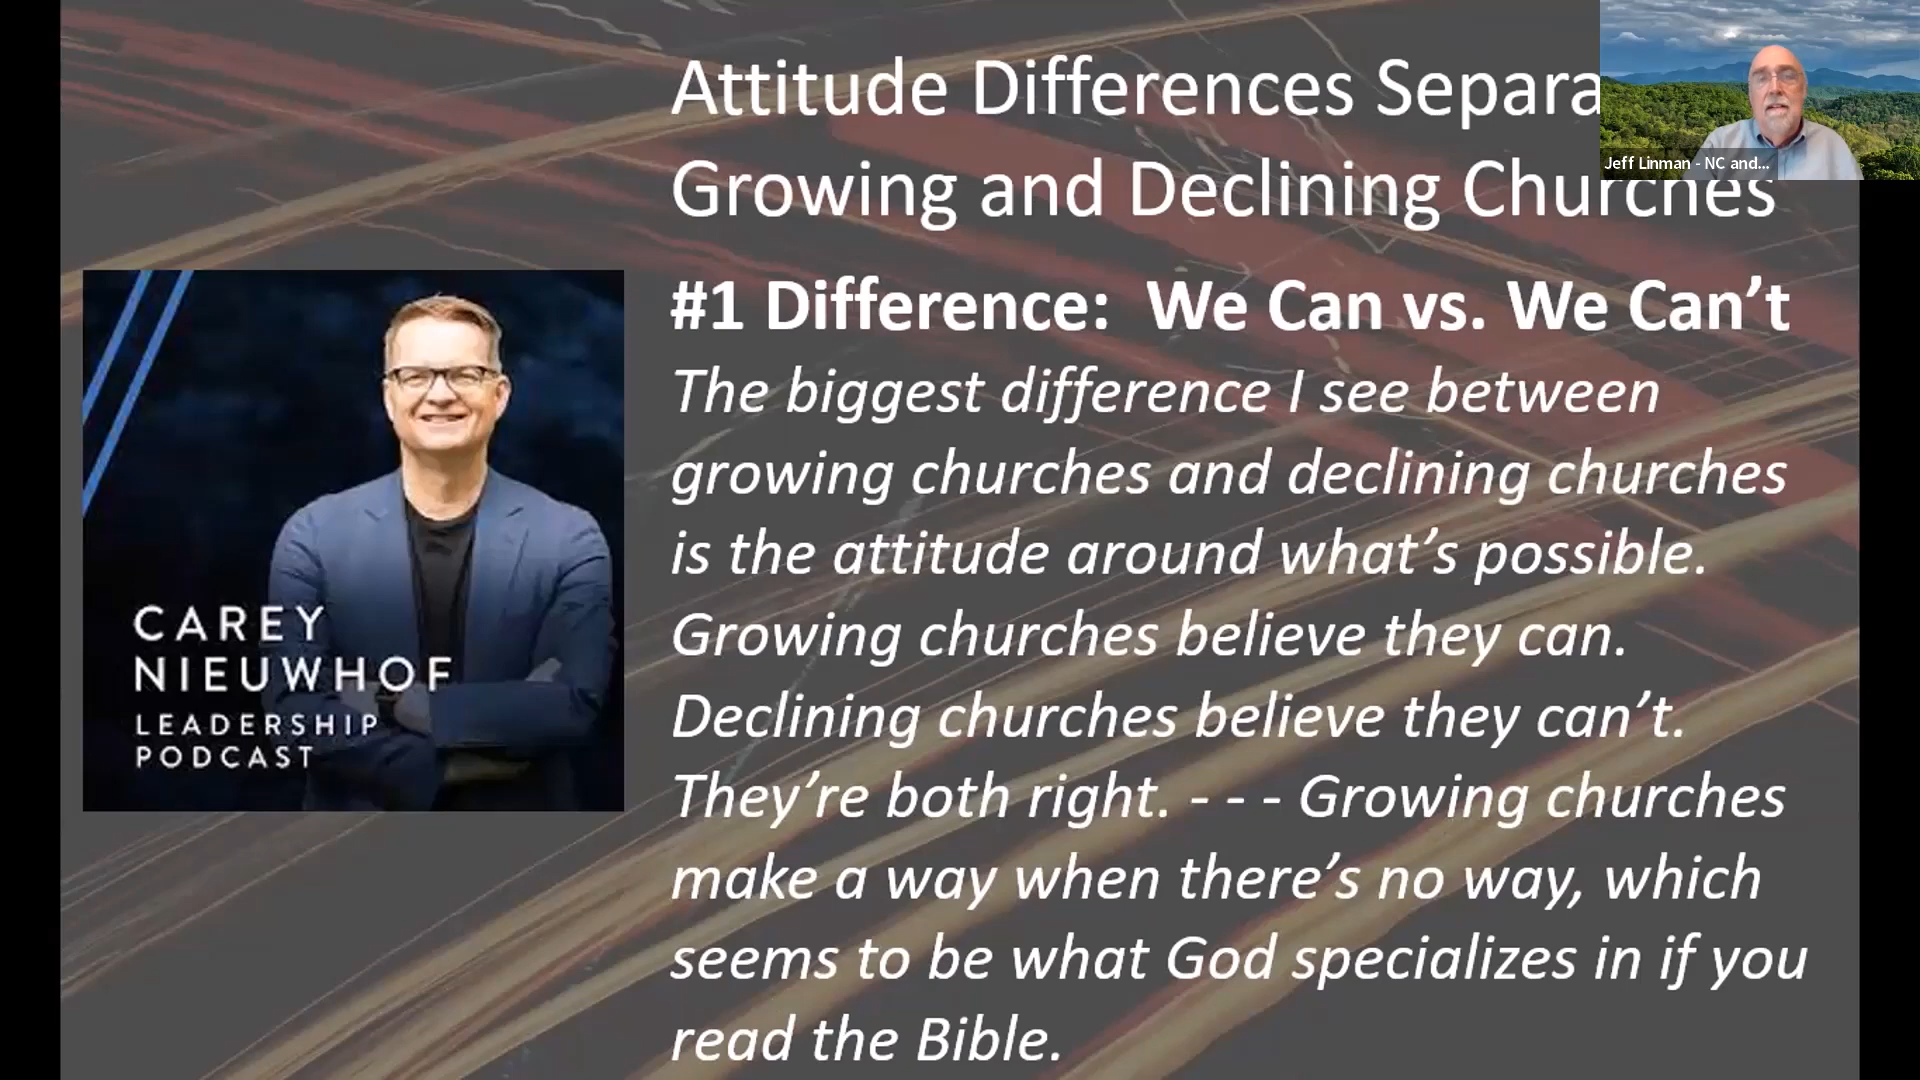 Attitude Differences Separa
Growing and Declining Churches
Jeff Linman - NC and...
#1 Difference: We Can vs. We Can’t
The biggest difference I see between
growing churches and declining churches
is the attitude around what’s possible.
Growing churches believe they can.
Declining churches believe they can’t.
They’re both right. - - - Growing churches
make a way when there’s no way, which
seems to be what God specializes in if you
read the Bible.
CAREY
NIEUWHOF
LEADERSHIP
PODCAST